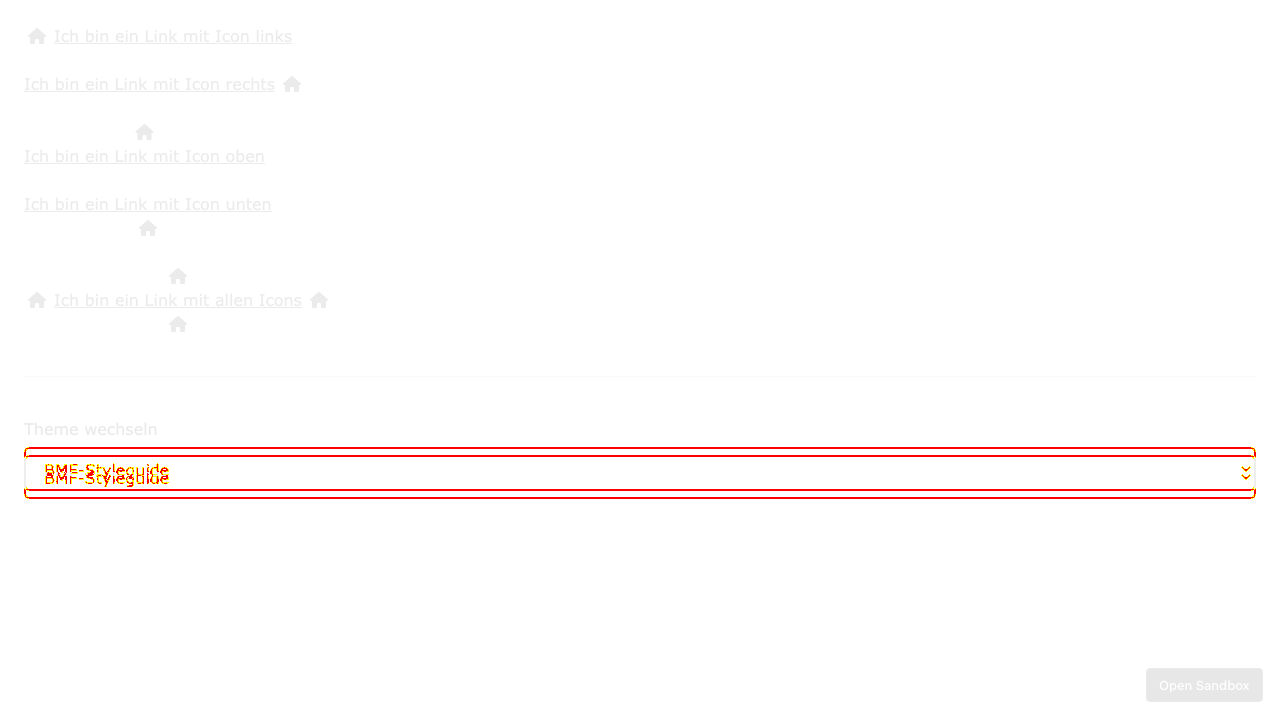 Ich bin ein Link mit Icon links
Ich bin ein Link mit Icon rechts
Ich bin ein Link mit Icon oben
Ich bin ein Link mit Icon unten
Ich bin ein Link mit allen Icons
Theme wechseln
BMF-Styleguide
BMF-Styleguide
Open Sandbox